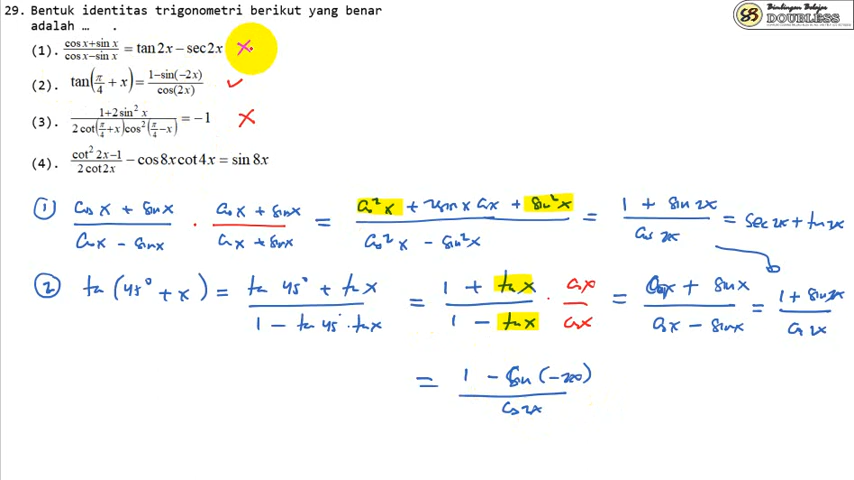 29. Bentuk identitas trigonometri berikut yang benar
adalah … .
Bimbingan Belajar
SB DOUBLESS
(1). (cos x+sin x)/(cos x−sin x) = tan 2x − sec 2x ×
(2). tan(π/4 + x) = (1−sin(−2x))/cos(2x) ✓
(3). (1+2 sin² x)/(2 cot(π/4+x)cos²(π/4−x)) = −1 ×
(4). (cot² 2x−1)/(2 cot 2x) − cos 8x cot 4x = sin 8x
① (cos x + sin x)/(cos x − sin x) · (cos x + sin x)/(cos x + sin x) = (cos² x + 2 sin x cos x + sin² x)/(cos² x − sin² x) = (1 + sin 2x)/(cos 2x) = sec 2x + tan 2x
② tan (45° + x) = (tan 45° + tan x)/(1 − tan 45° · tan x) = (1 + tan x)/(1 − tan x) · (cos x)/(cos x) = (cos x + sin x)/(cos x − sin x) = (1 + sin 2x)/(cos 2x)
= (1 − sin (−2x))/(cos 2x)